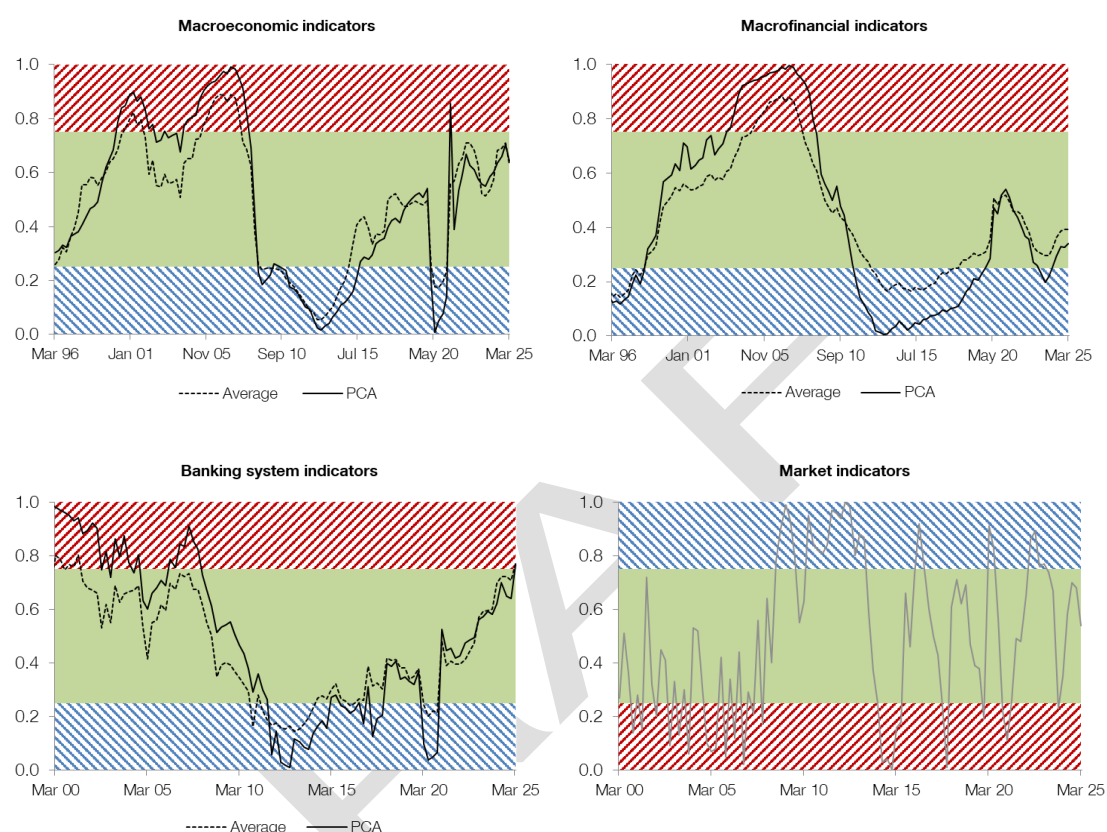 Macroeconomic indicators
1.0
0.8
0.6
0.4
0.2
0.0
Mar 96 Jan 01 Nov 05 Sep 10 Jul 15 May 20 Mar 25
Average PCA
Macrofinancial indicators
1.0
0.8
0.6
0.4
0.2
0.0
Mar 96 Jan 01 Nov 05 Sep 10 Jul 15 May 20 Mar 25
Average PCA
Banking system indicators
1.0
0.8
0.6
0.4
0.2
0.0
Mar 00 Mar 05 Mar 10 Mar 15 Mar 20 Mar 25
Average PCA
Market indicators
1.0
0.8
0.6
0.4
0.2
0.0
Mar 00 Mar 05 Mar 10 Mar 15 Mar 20 Mar 25